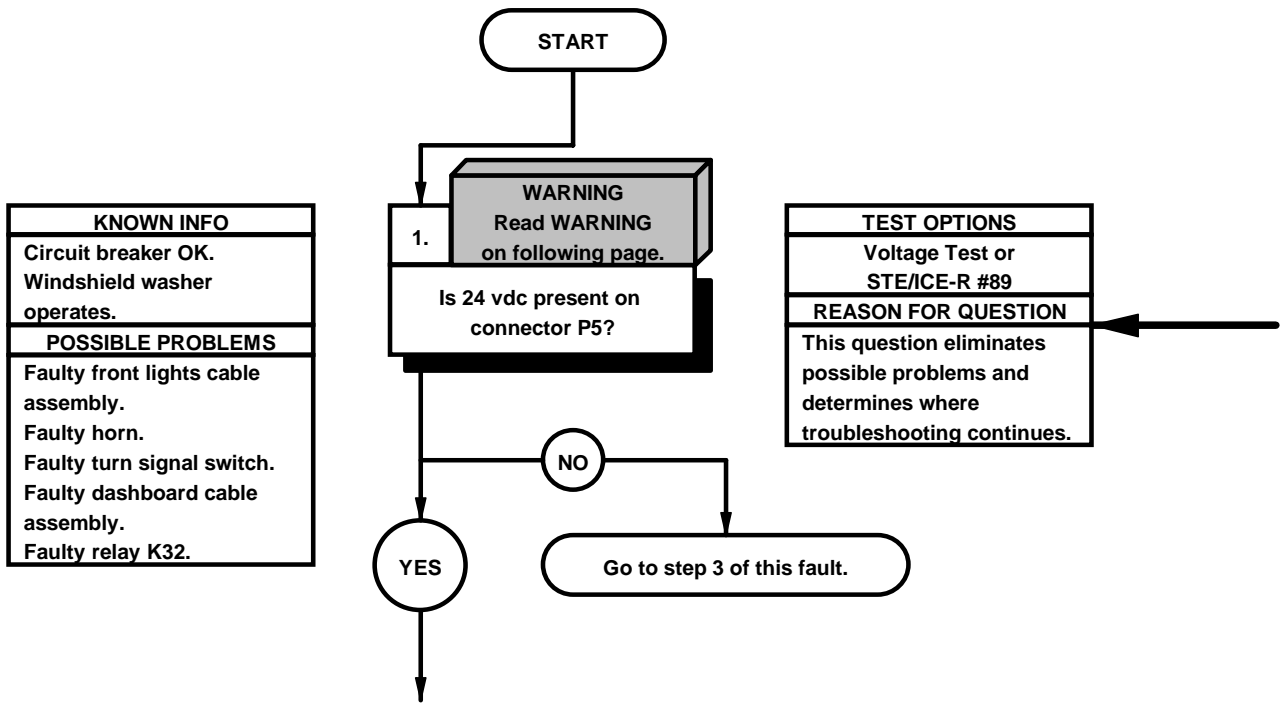 START
KNOWN INFO
Circuit breaker OK.
Windshield washer
operates.
POSSIBLE PROBLEMS
Faulty front lights cable
assembly.
Faulty horn.
Faulty turn signal switch.
Faulty dashboard cable
assembly.
Faulty relay K32.
1.
WARNING
Read WARNING
on following page.
Is 24 vdc present on
connector P5?
TEST OPTIONS
Voltage Test or
STE/ICE-R #89
REASON FOR QUESTION
This question eliminates
possible problems and
determines where
troubleshooting continues.
NO
YES
Go to step 3 of this fault.